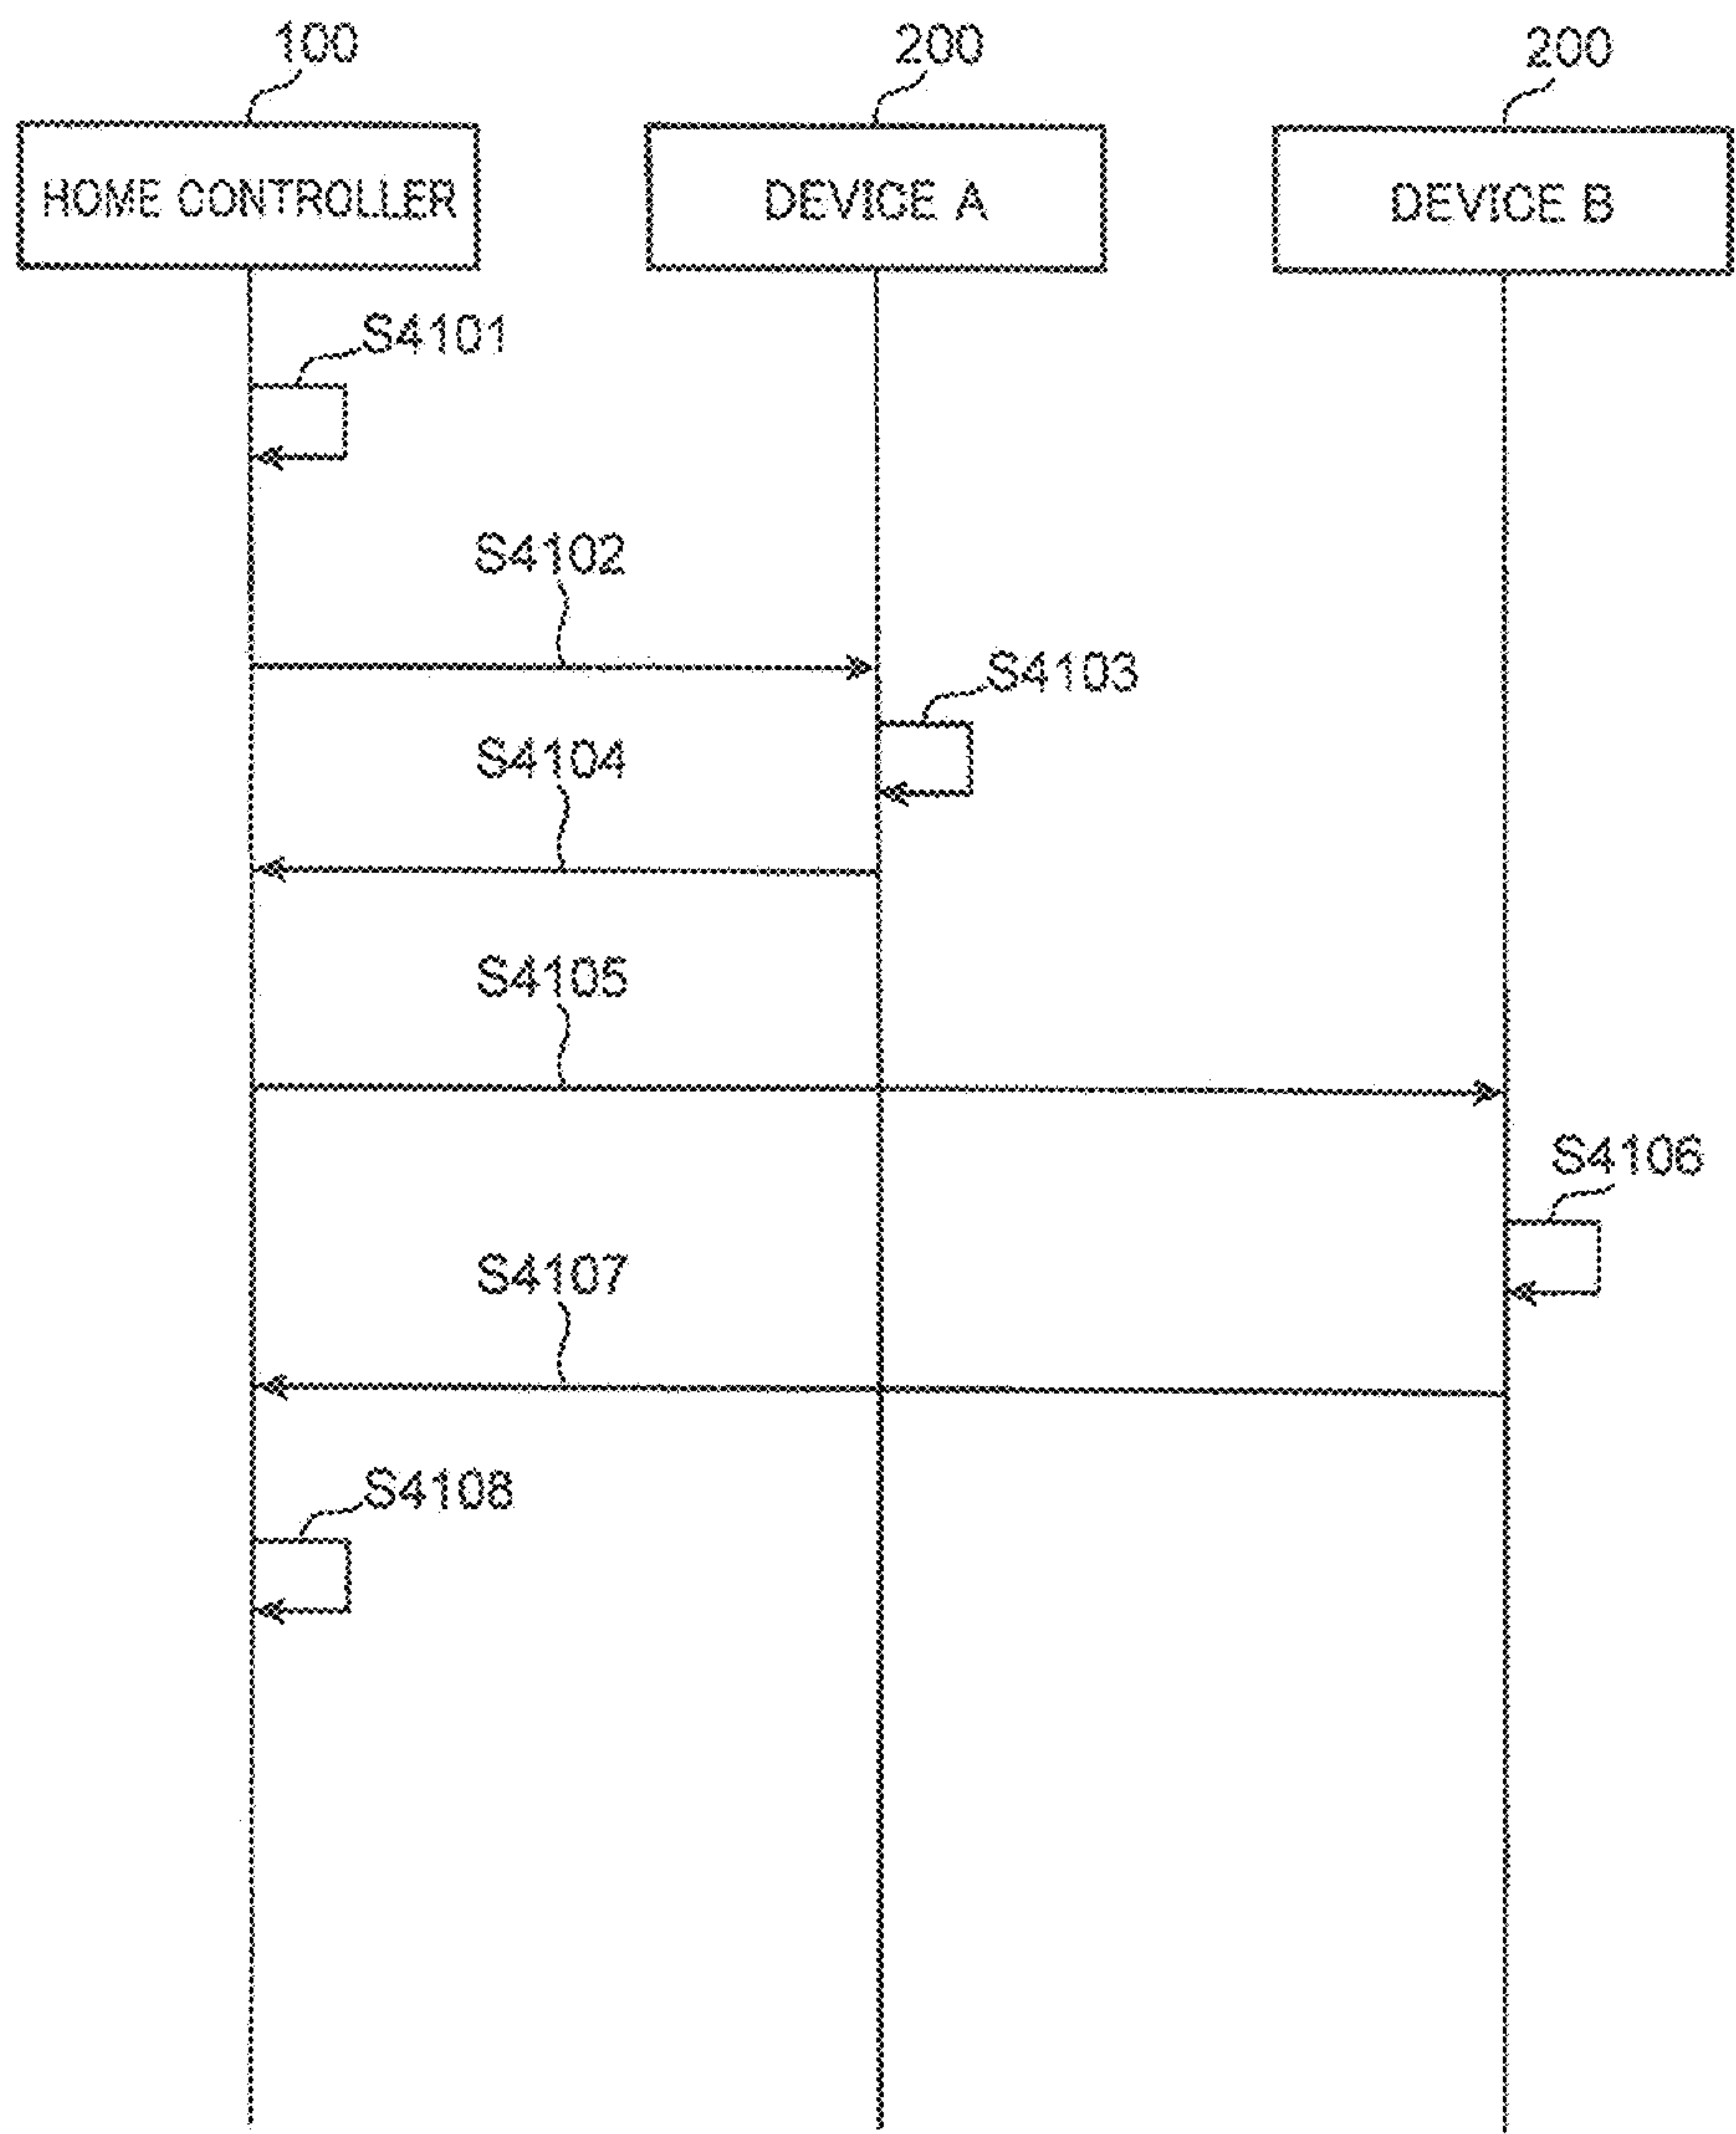 100
200
200
HOME CONTROLLER
DEVICE A
DEVICE B
S4101
S4102
S4103
S4104
S4105
S4106
S4107
S4108